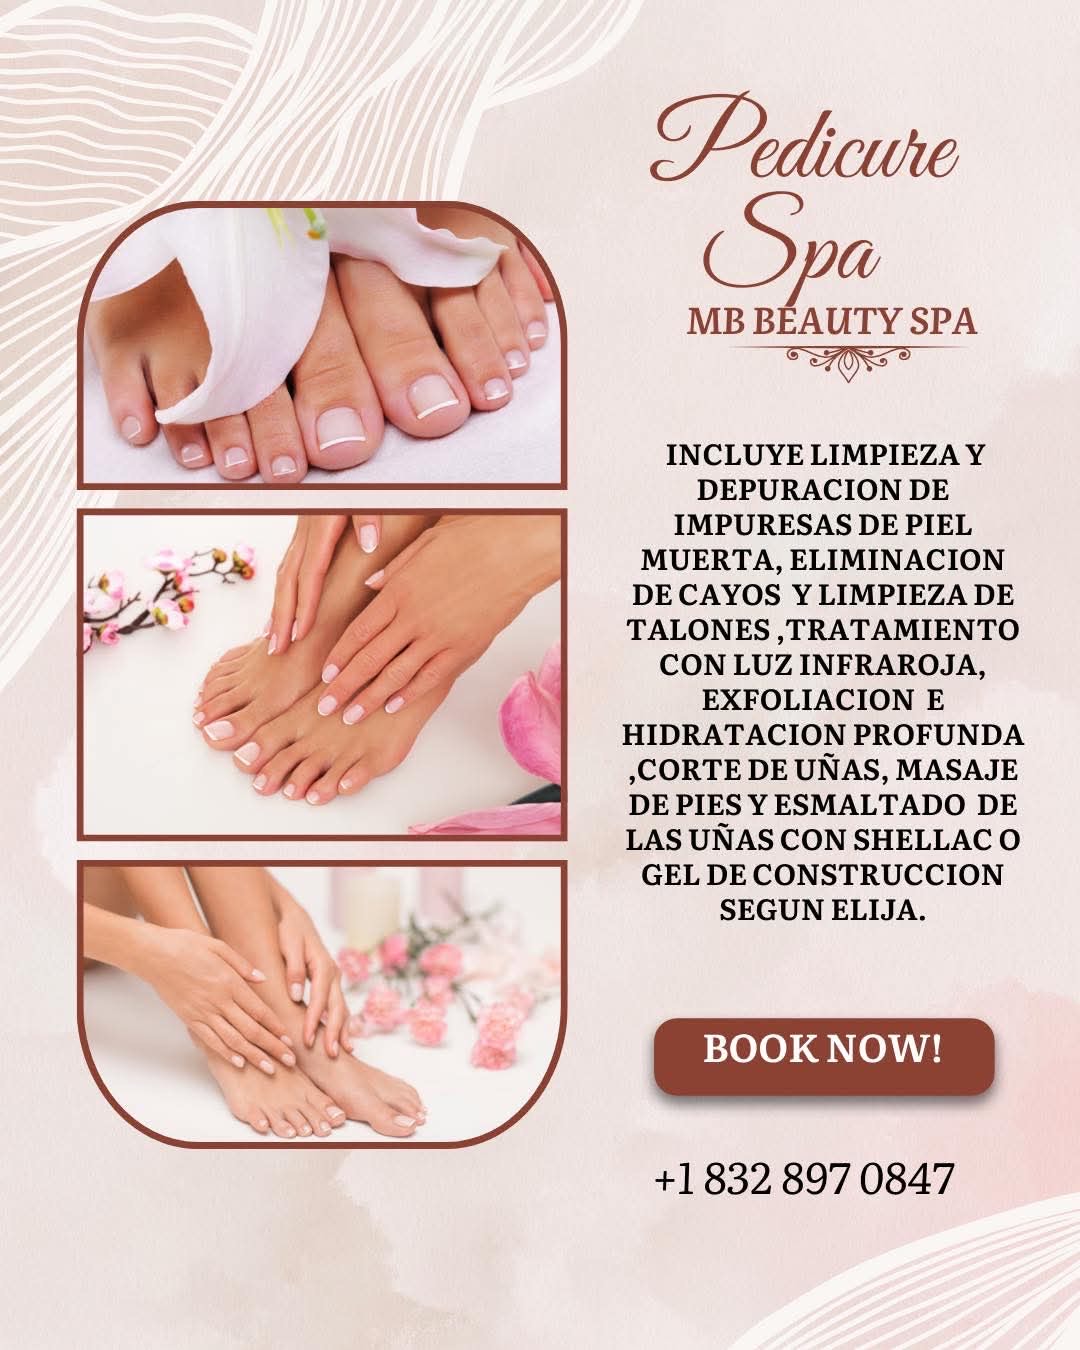 Pedicure
Spa
MB BEAUTY SPA
INCLUYE LIMPIEZA Y
DEPURACION DE
IMPURESAS DE PIEL
MUERTA, ELIMINACION
DE CAYOS Y LIMPIEZA DE
TALONES ,TRATAMIENTO
CON LUZ INFRAROJA,
EXFOLIACION E
HIDRATACION PROFUNDA
,CORTE DE UÑAS, MASAJE
DE PIES Y ESMALTADO DE
LAS UÑAS CON SHELLAC O
GEL DE CONSTRUCCION
SEGUN ELIJA.
BOOK NOW!
+1 832 897 0847